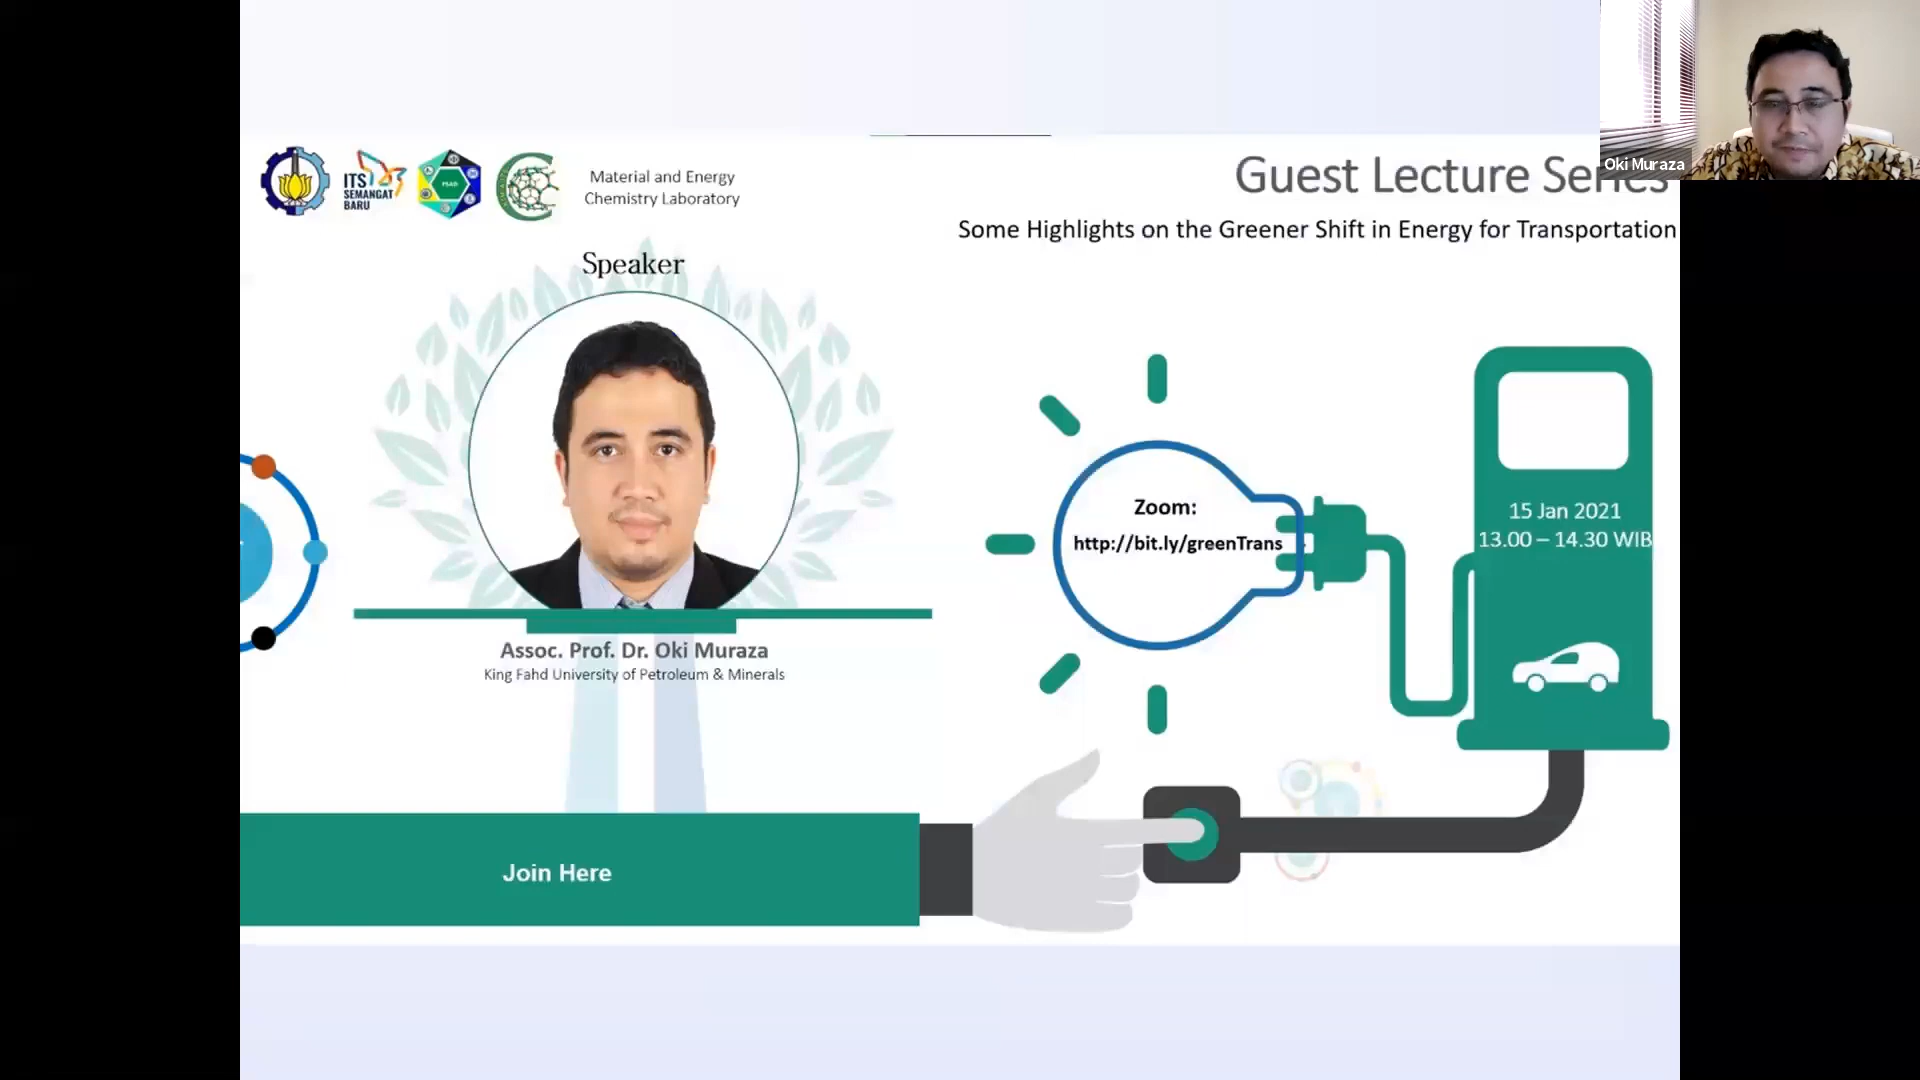 ITS
SEMANGAT
BARU
Material and Energy
Chemistry Laboratory
Guest Lecture Series
Oki Muraza
Some Highlights on the Greener Shift in Energy for Transportation
Speaker
Zoom:
http://bit.ly/greenTrans
15 Jan 2021
13.00 – 14.30 WIB
Assoc. Prof. Dr. Oki Muraza
King Fahd University of Petroleum & Minerals
Join Here